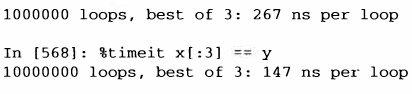 1000000 loops, best of 3: 267 ns per loop
In [568]: %timeit x[:3] == y
10000000 loops, best of 3: 147 ns per loop